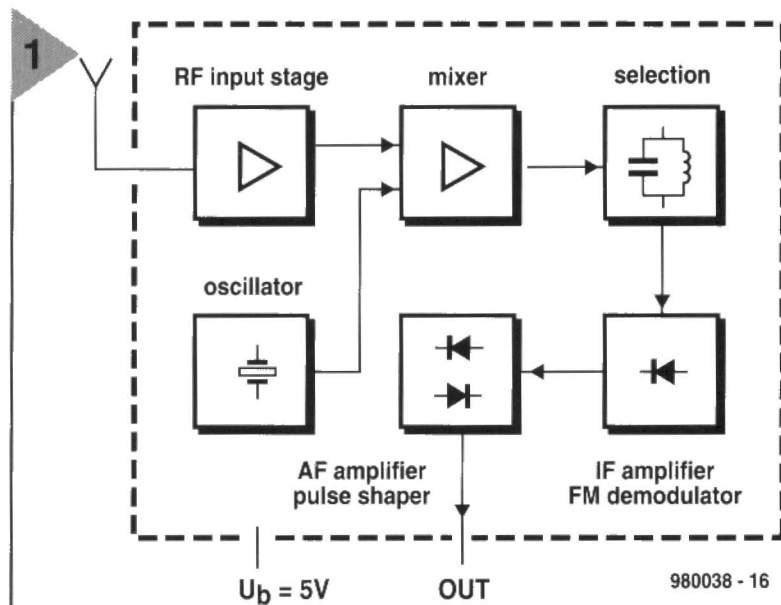 1
RF input stage
mixer
selection
oscillator
AF amplifier
pulse shaper
IF amplifier
FM demodulator
Ub = 5V
OUT
980038 - 16